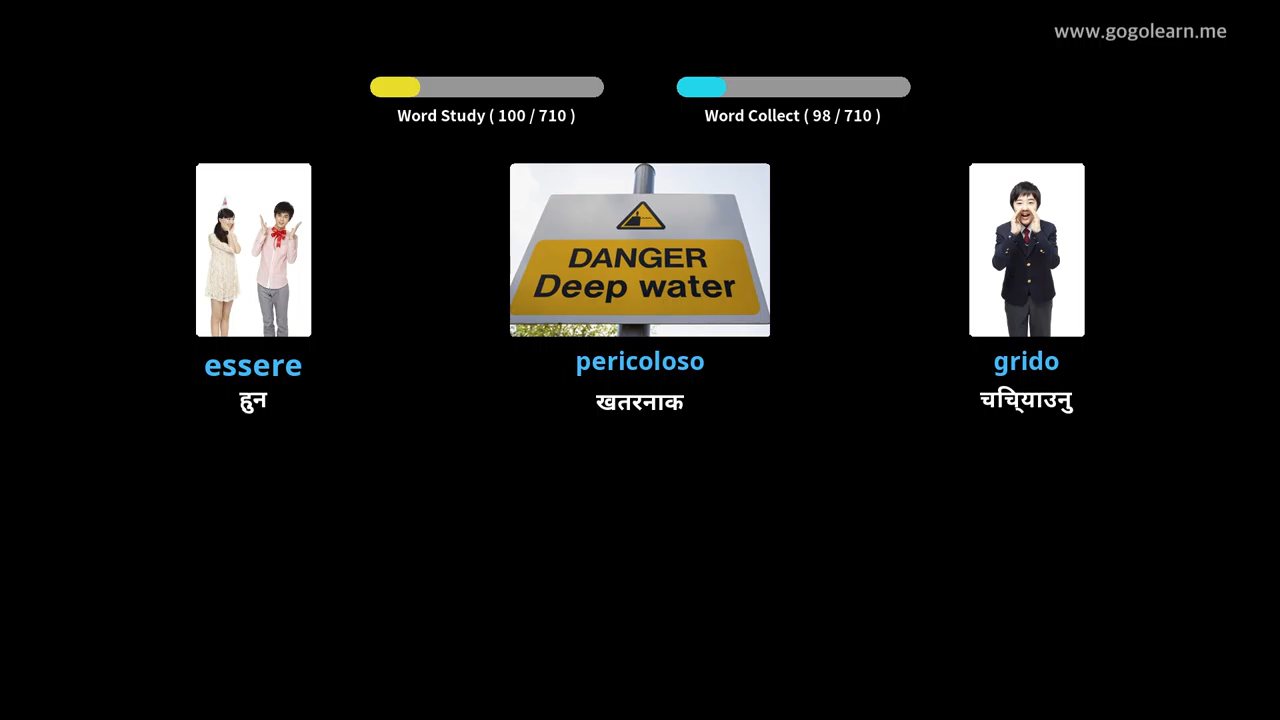 www.gogolearn.me
Word Study ( 100 / 710 )
Word Collect ( 98 / 710 )
DANGER
Deep water
essere
हुन
pericoloso
खतरनाक
grido
चिच्याउनु